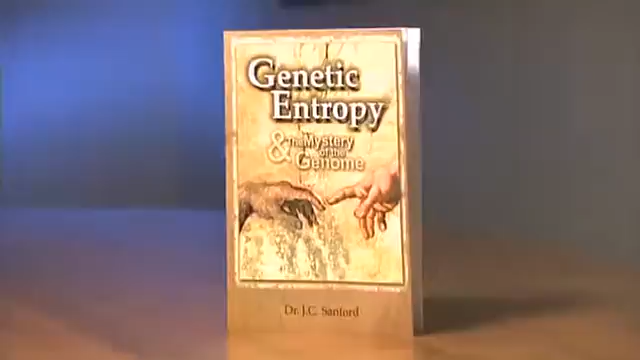 Genetic
Entropy
& The Mystery
of the
Genome
Dr. J.C. Sanford